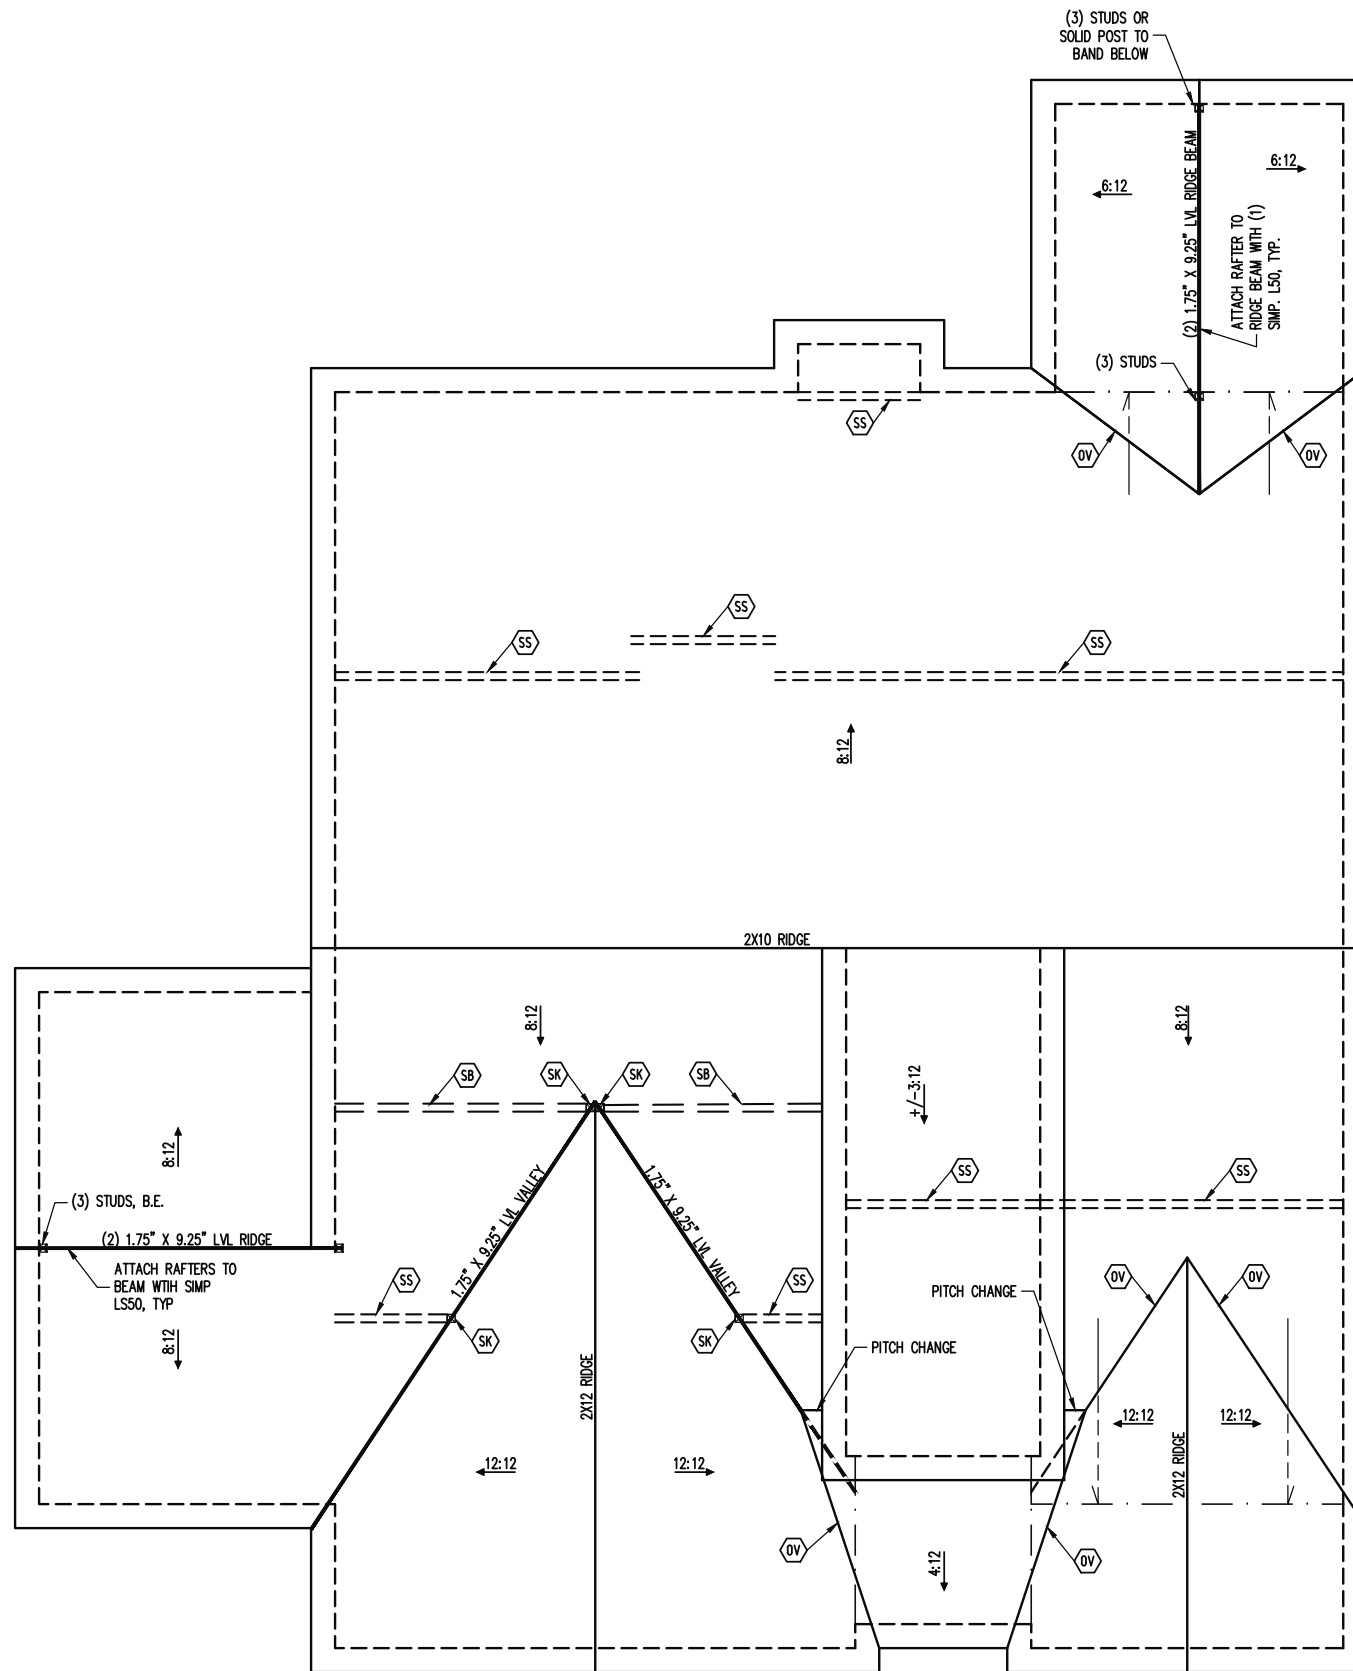 (3) STUDS OR
SOLID POST TO
BAND BELOW
6:12
6:12
(2) 1.75" X 9.25" LVL RIDGE BEAM
ATTACH RAFTER TO
RIDGE BEAM WITH (1)
SIMP. L50, TYP.
(3) STUDS
SS
OV
OV
SS
SS
SS
8:12
2X10 RIDGE
8:12
8:12
SB
SK
SK
SB
+/-3:12
8:12
SS
SS
(3) STUDS, B.E.
(2) 1.75" X 9.25" LVL RIDGE
ATTACH RAFTERS TO
BEAM WTIH SIMP
LS50, TYP
8:12
1.75" X 9.25" LVL VALLEY
1.75" X 9.25" LVL VALLEY
SS
SS
SK
SK
OV
OV
PITCH CHANGE
PITCH CHANGE
2X12 RIDGE
12:12
12:12
12:12
12:12
2X12 RIDGE
OV
OV
4:12